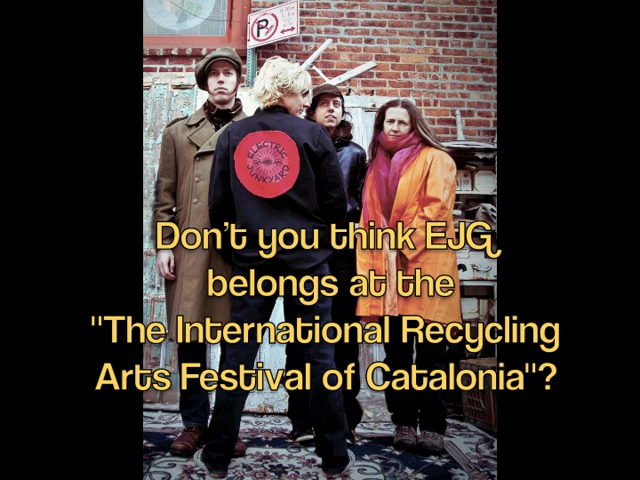 ELECTRIC
JUNKYARD
Don't you think EJG
belongs at the
"The International Recycling
Arts Festival of Catalonia"?